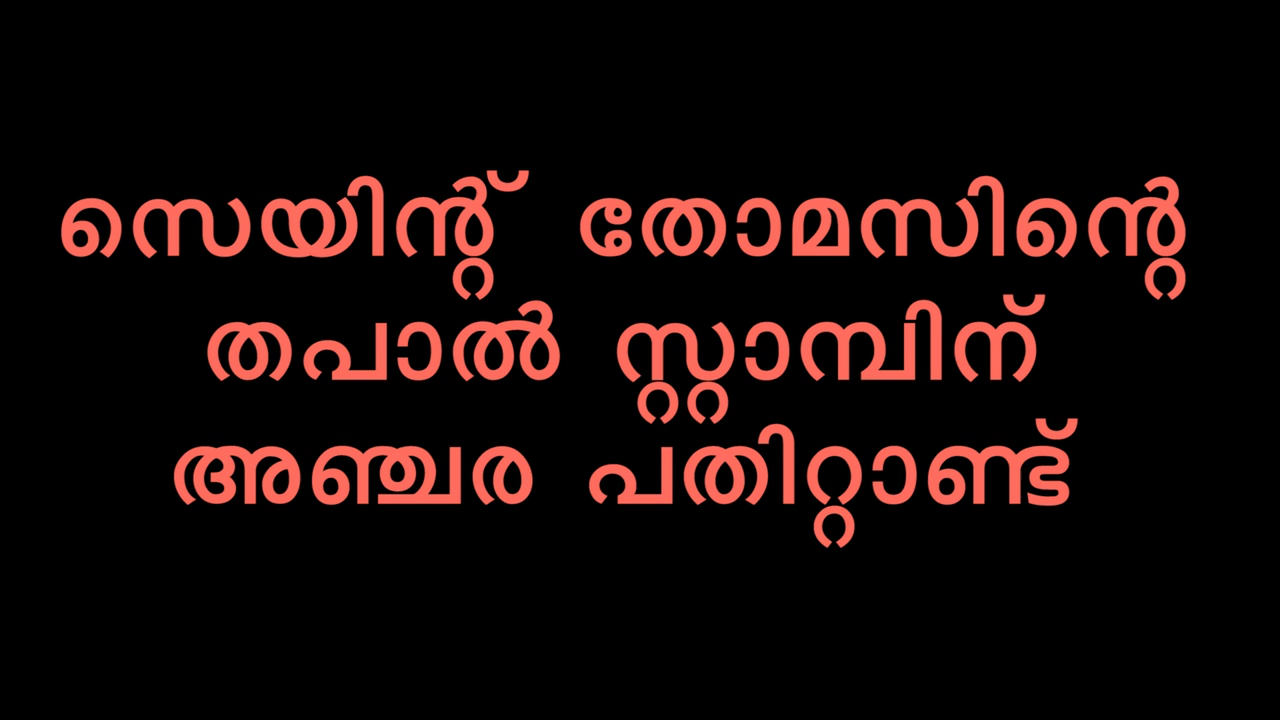 സെയിന്റ് തോമസിന്റെ
തപാൽ സ്റ്റാമ്പിന്
അഞ്ചര പതിറ്റാണ്ട്